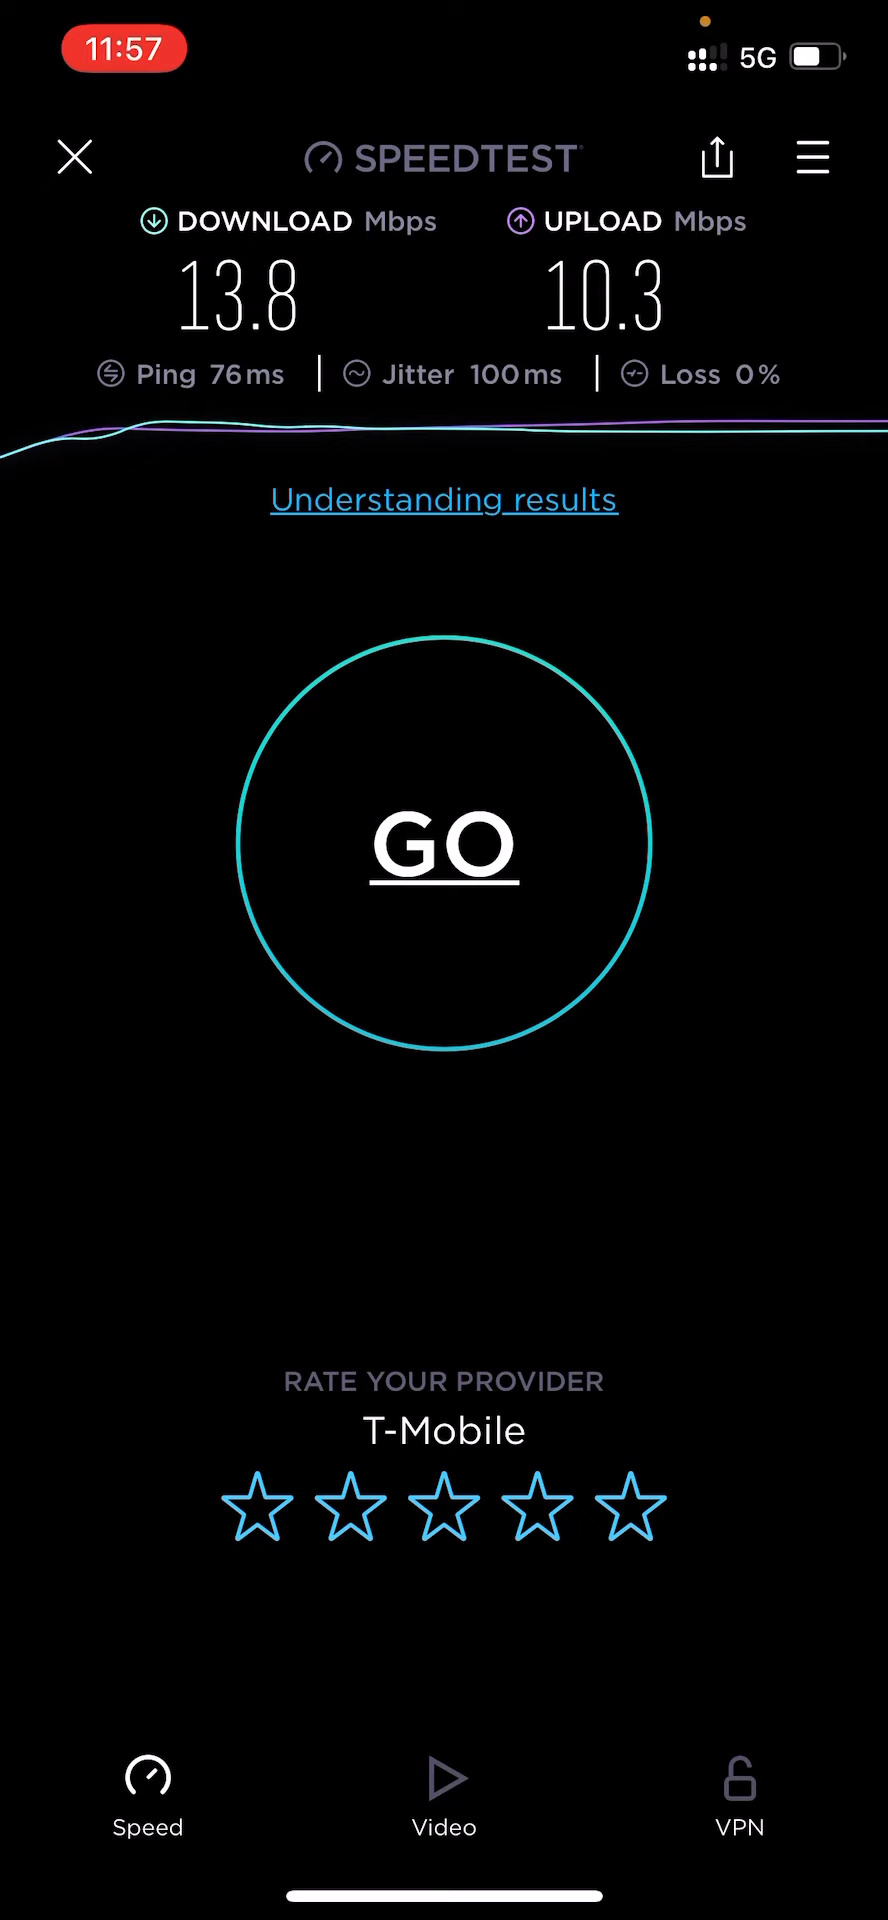 11:57
5G
SPEEDTEST
DOWNLOAD Mbps
UPLOAD Mbps
13.8
10.3
Ping 76 ms
Jitter 100 ms
Loss 0 %
Understanding results
GO
RATE YOUR PROVIDER
T-Mobile
Speed
Video
VPN